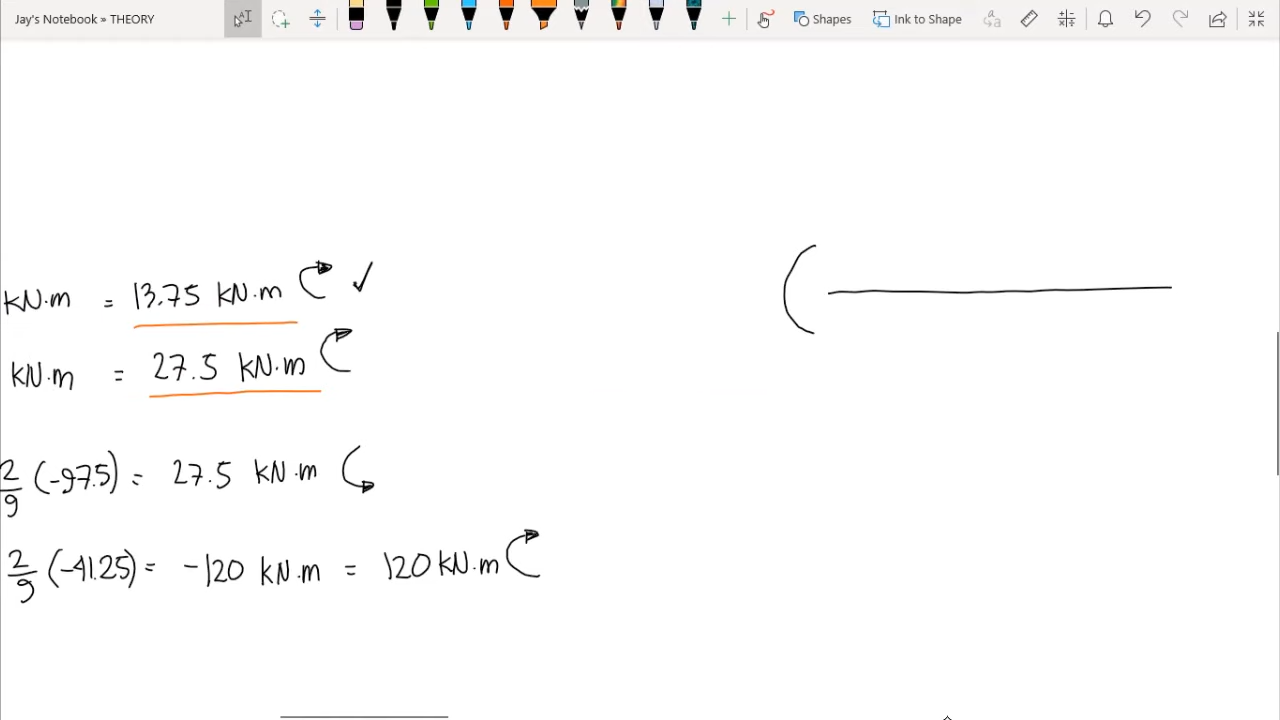 Jay's Notebook » THEORY Shapes Ink to Shape
kN·m = 13.75 kN·m ✓
kN·m = 27.5 kN·m
2/9 (-97.5) = 27.5 kN·m
2/9 (-41.25) = -120 kN·m = 120 kN·m